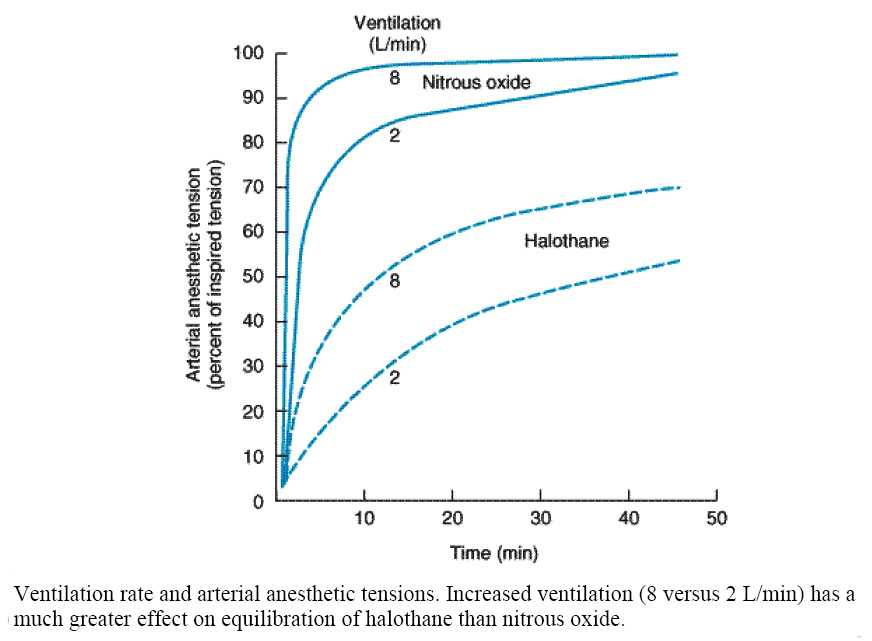 Ventilation
(L/min)
100
90
80
70
60
50
40
30
20
10
0
Arterial anesthetic tension
(percent of inspired tension)
8
Nitrous oxide
2
Halothane
8
2
10
20
30
40
50
Time (min)
Ventilation rate and arterial anesthetic tensions. Increased ventilation (8 versus 2 L/min) has a
much greater effect on equilibration of halothane than nitrous oxide.